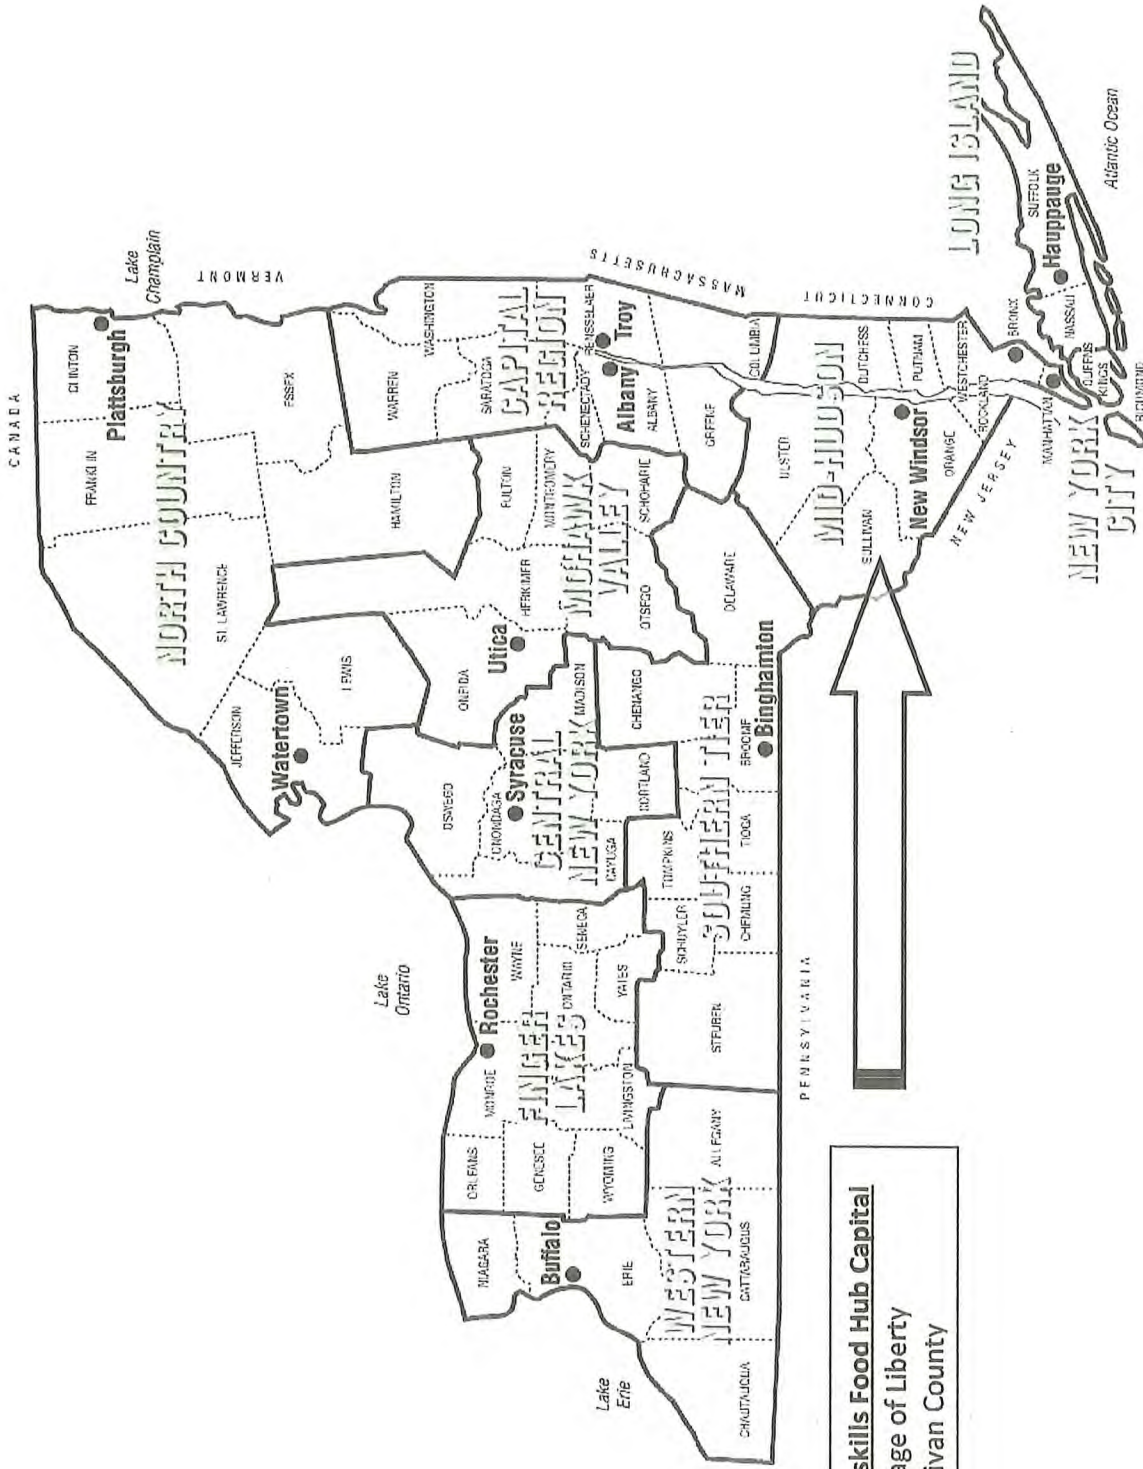 CANADA
CLINTON
Plattsburgh
Lake
Champlain
FRANKLIN
NORTH COUNTRY
ST. LAWRENCE
ESSEX
VERMONT
JEFFERSON
Watertown
LEWIS
HAMILTON
WARREN
WASHINGTON
SARATOGA
CAPITAL
REGION
FULTON
MONTGOMERY
SCHENECTADY
RENSSELAER
Troy
Albany
ALBANY
MASSACHUSETTS
HERKIMER
MOHAWK
VALLEY
SCHOHARIE
OTSEGO
ONEIDA
Utica
OSWEGO
ONONDAGA
Syracuse
CENTRAL
NEW YORK
MADISON
CAYUGA
CORTLAND
CHENANGO
Lake
Ontario
Rochester
WAYNE
MONROE
SENECA
ONTARIO
FINGER
LAKES
YATES
LIVINGSTON
ORLEANS
GENESEE
WYOMING
NIAGARA
Buffalo
ERIE
Lake
Erie
WESTERN
NEW YORK
CHAUTAUQUA
CATTARAUGUS
ALLEGANY
STEUBEN
SCHUYLER
TOMPKINS
SOUTHERN TIER
CHEMUNG
TIOGA
BROOME
Binghamton
DELAWARE
GREENE
COLUMBIA
ULSTER
MID-HUDSON
DUTCHESS
SULLIVAN
New Windsor
ORANGE
PUTNAM
ROCKLAND
WESTCHESTER
CONNECTICUT
PENNSYLVANIA
NEW JERSEY
LONG ISLAND
SUFFOLK
Hauppauge
NASSAU
BRONX
MANHATTAN
QUEENS
KINGS
RICHMOND
NEW YORK
CITY
Atlantic Ocean
skills Food Hub Capital
age of Liberty
ivan County